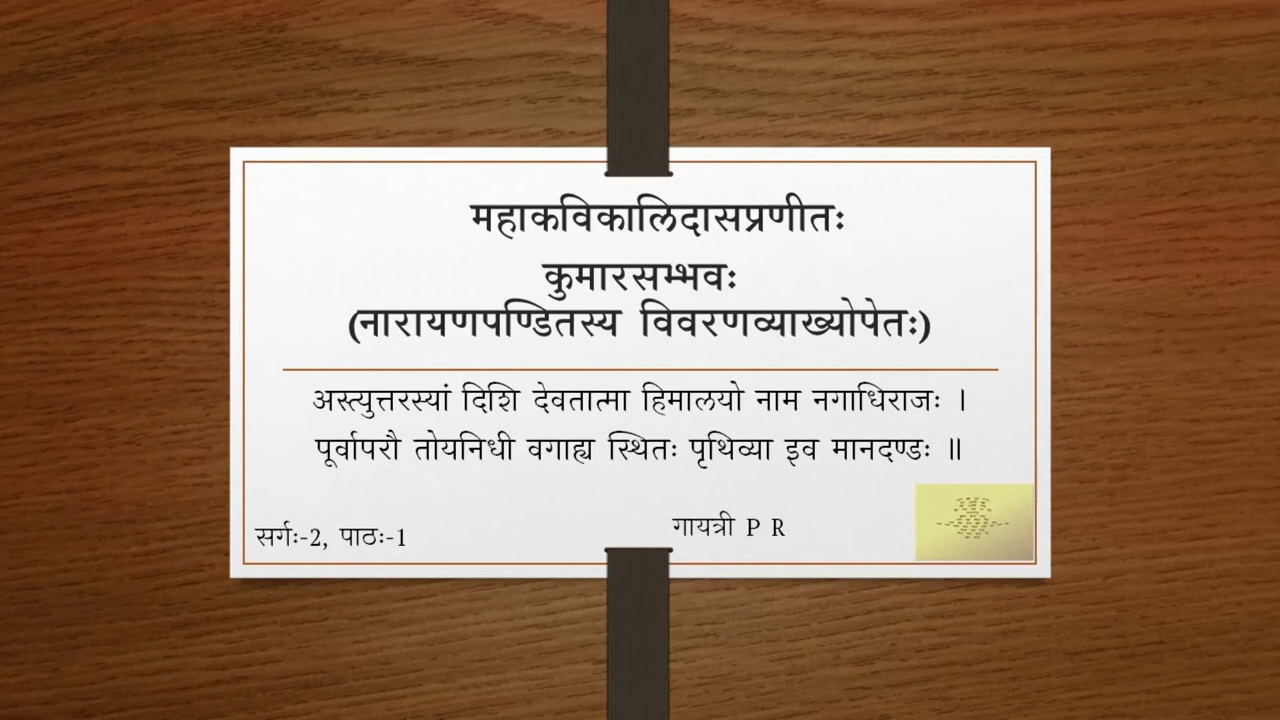 महाकविकालिदासप्रणीतः
कुमारसम्भवः
(नारायणपण्डितस्य विवरणव्याख्योपेतः)
अस्त्युत्तरस्यां दिशि देवतात्मा हिमालयो नाम नगाधिराजः ।
पूर्वापरौ तोयनिधी वगाह्य स्थितः पृथिव्या इव मानदण्डः ॥
सर्गः-2, पाठः-1
गायत्री P R